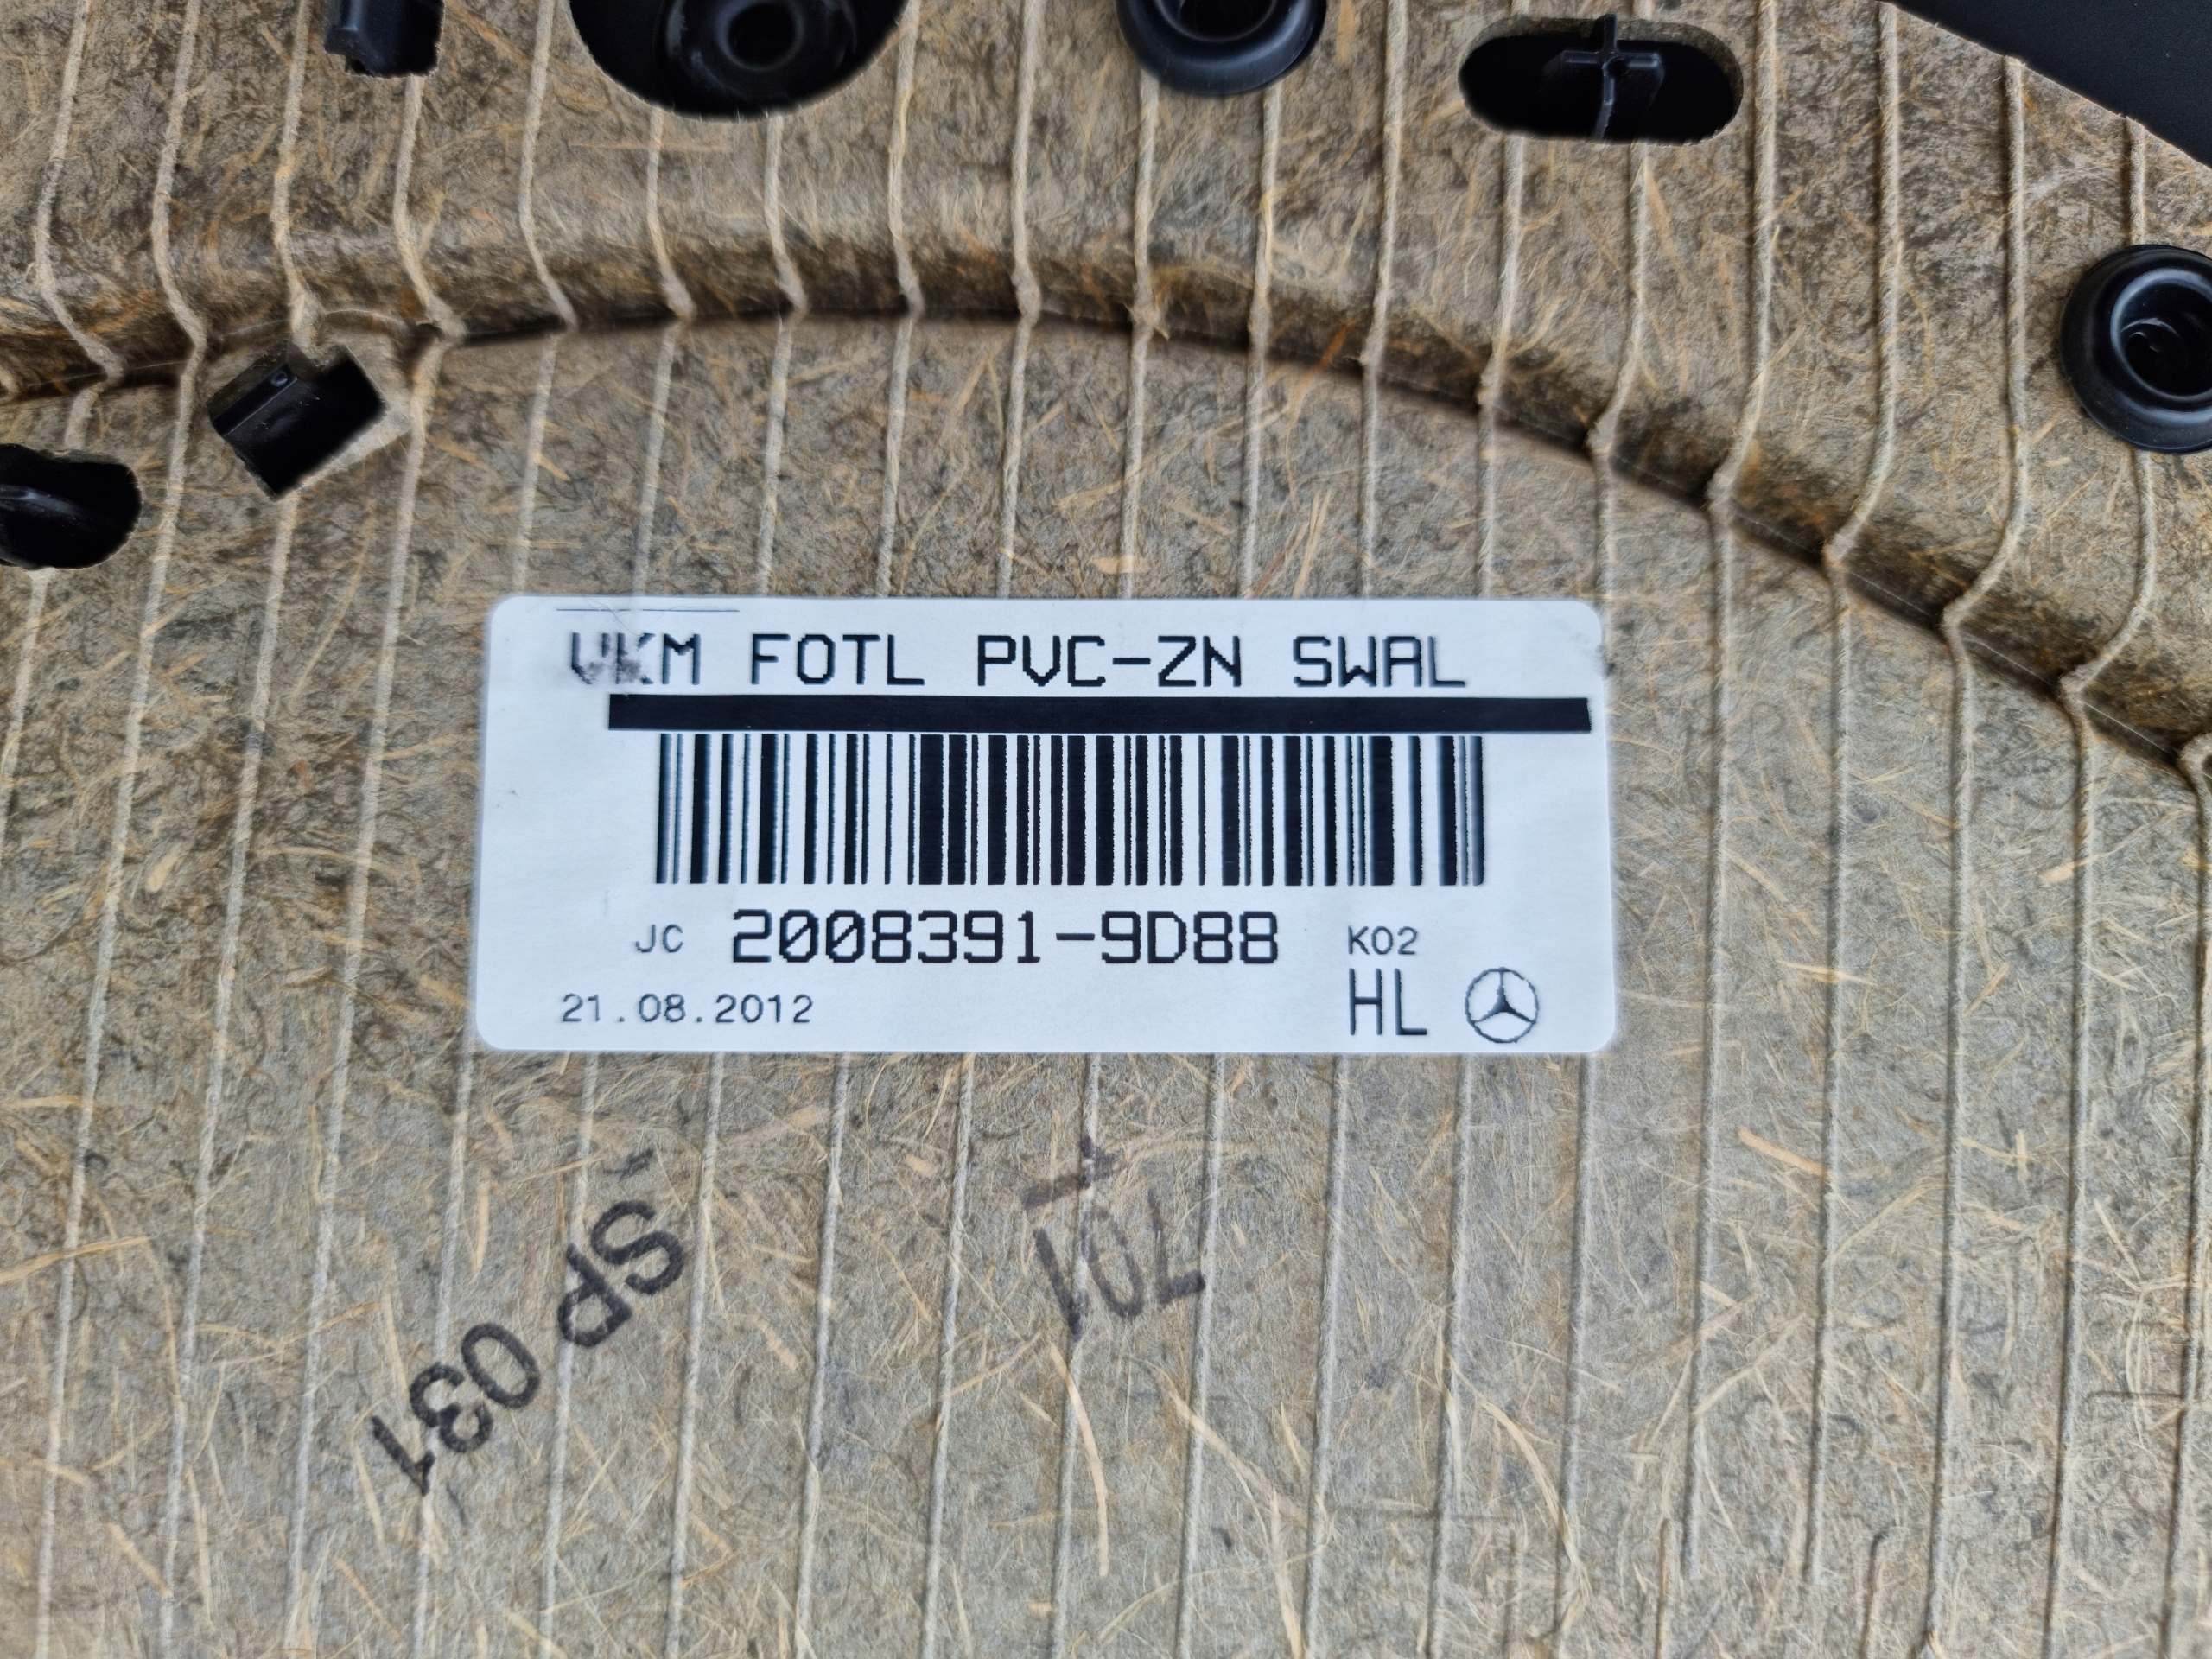 VKM FOTL PVC-ZN SWAL
JC 2008391-9D88 K02
21.08.2012 HL
SP 031
701